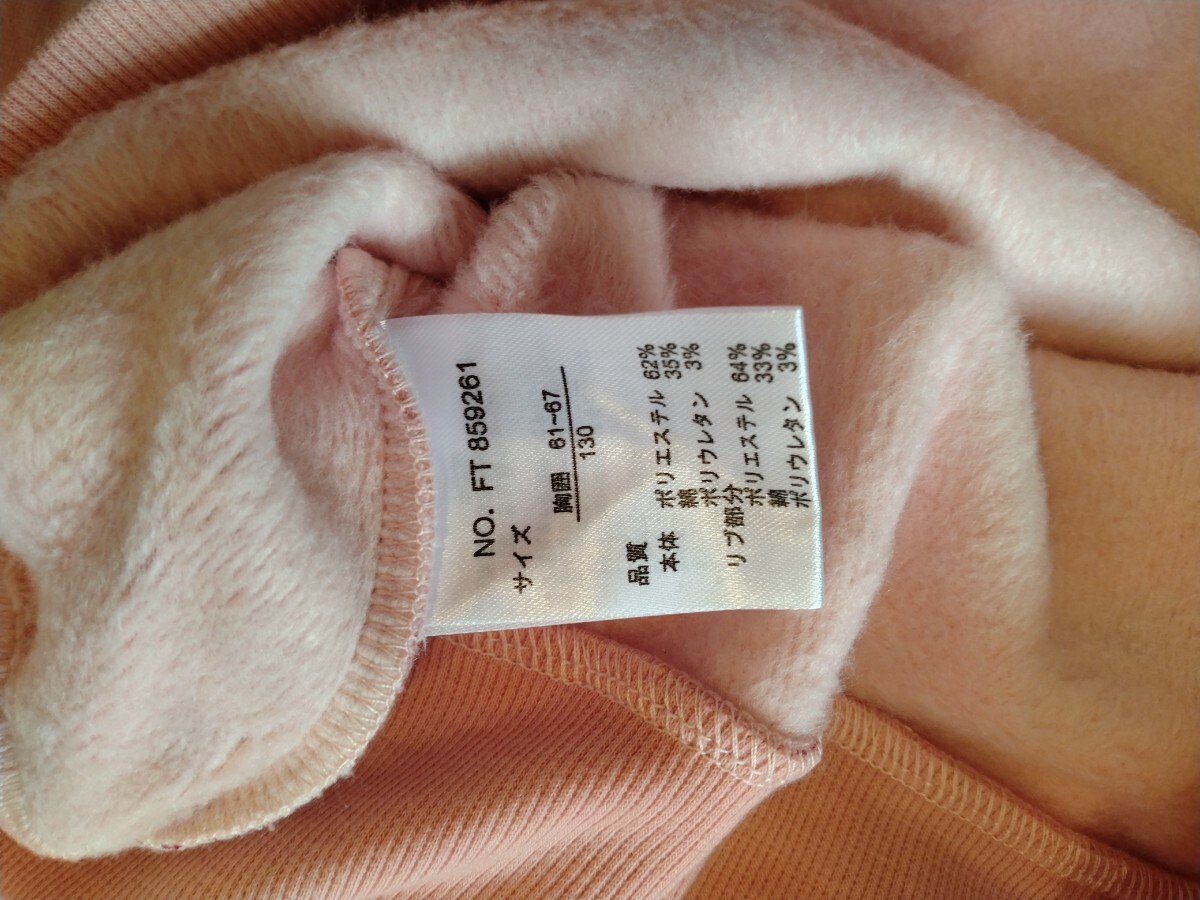 NO. FT 859261
サイズ
胸囲 61~67
130
品質
本体 ポリエステル 62%
綿 35%
ポリウレタン 3%
リブ部分
ポリエステル 64%
綿 33%
ポリウレタン 3%